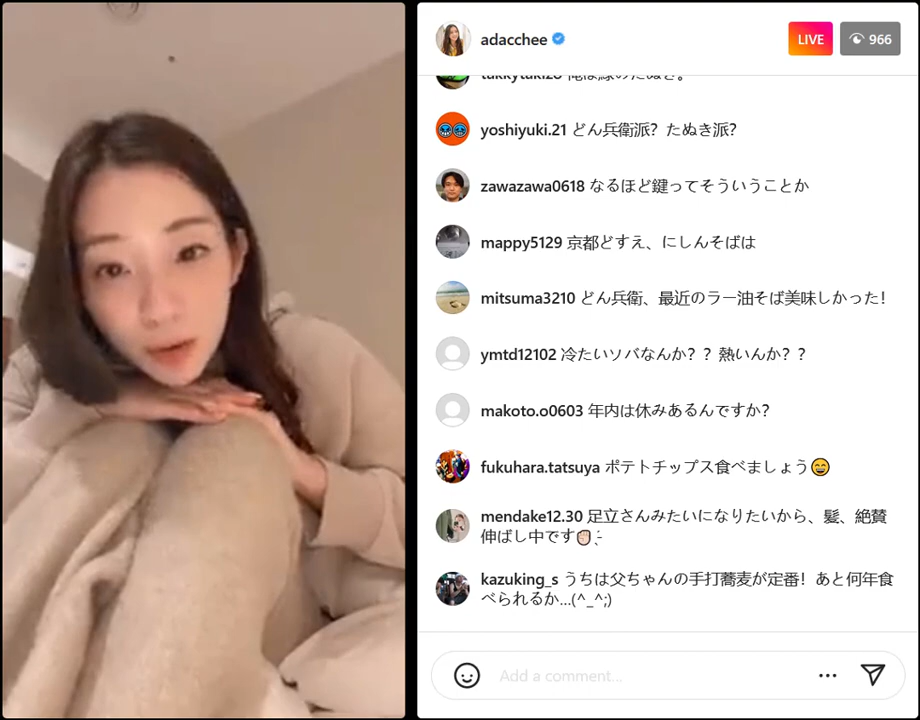 adacchee
LIVE
966
yoshiyuki.21 どん兵衛派？たぬき派？
zawazawa0618 なるほど鍵ってそういうことか
mappy5129 京都どすえ、にしんそばは
mitsuma3210 どん兵衛、最近のラー油そば美味しかった！
ymtd12102 冷たいソバなんか？？熱いんか？？
makoto.o0603 年内は休みあるんですか？
fukuhara.tatsuya ポテトチップス食べましょう😄
mendake12.30 足立さんみたいになりたいから、髪、絶賛
伸ばし中です
kazuking_s うちは父ちゃんの手打蕎麦が定番！あと何年食
べられるか...(^_^;)
Add a comment...